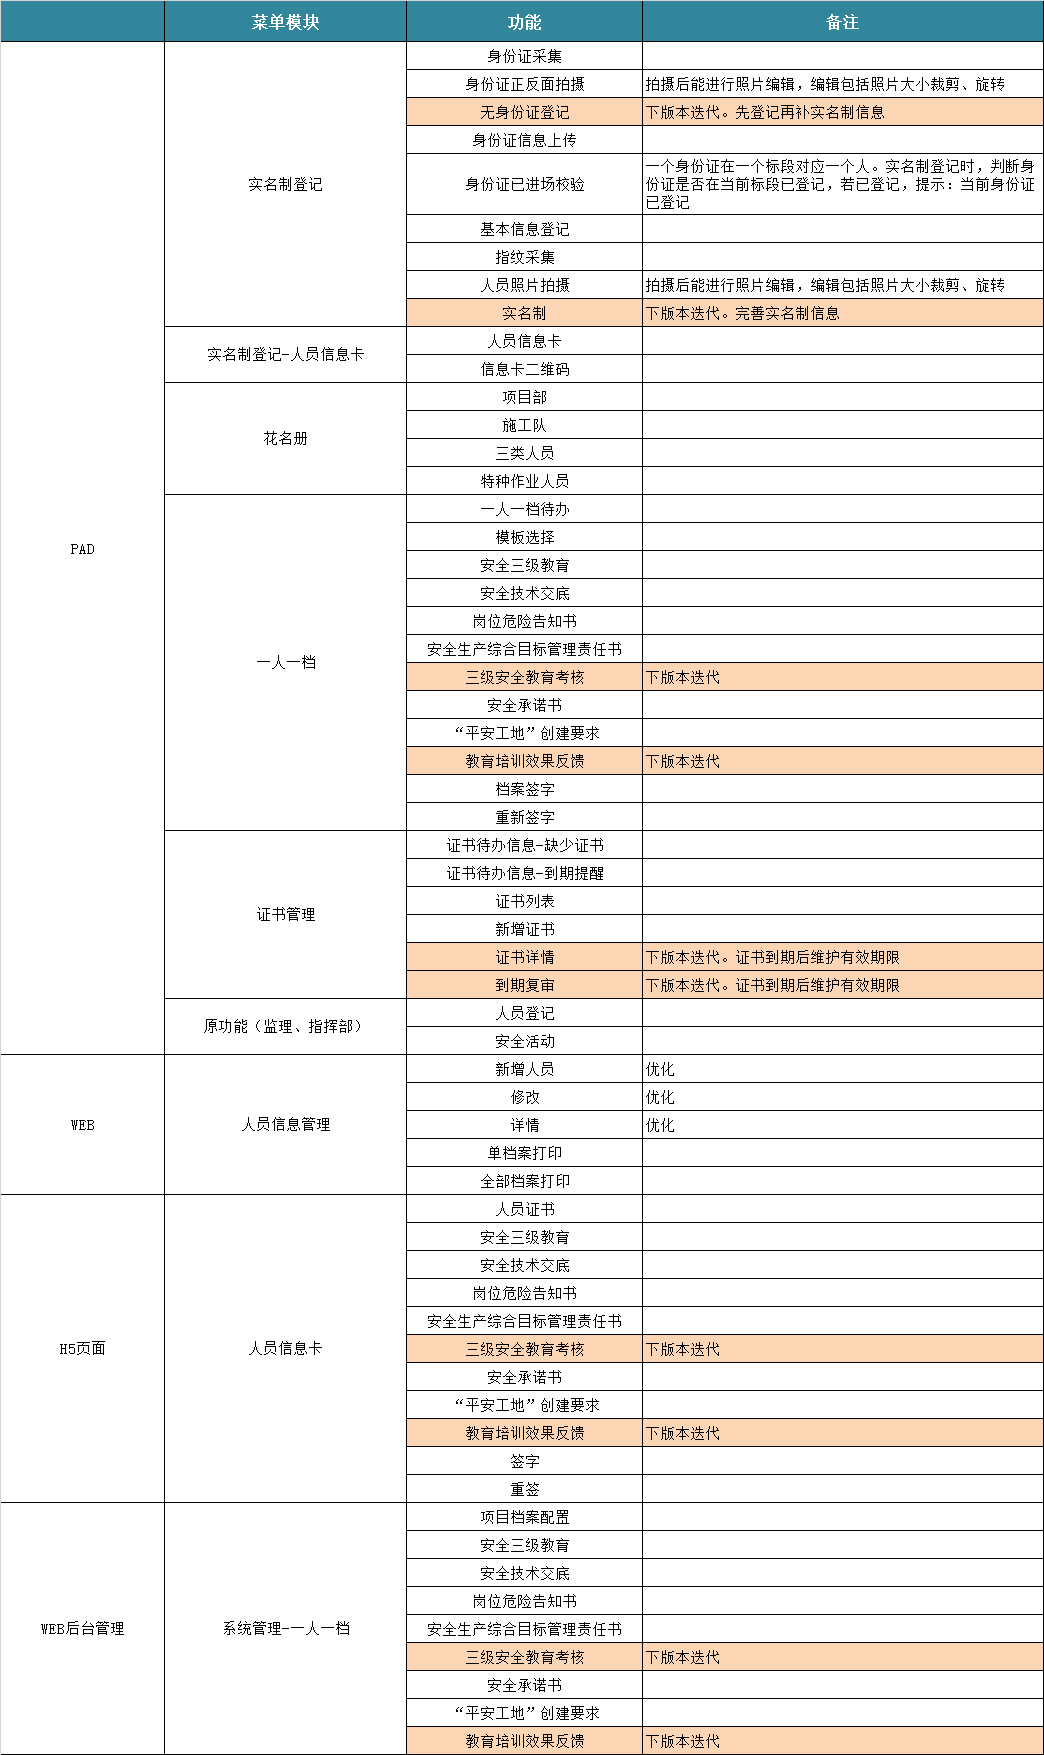 菜单模块 功能 备注
PAD
实名制登记
身份证采集
身份证正反面拍摄 拍摄后能进行照片编辑，编辑包括照片大小裁剪、旋转
无身份证登记 下版本迭代。先登记再补实名制信息
身份证信息上传
身份证已进场校验
一个身份证在一个标段对应一个人。实名制登记时，判断身
份证是否在当前标段已登记，若已登记，提示：当前身份证
已登记
基本信息登记
指纹采集
人员照片拍摄 拍摄后能进行照片编辑，编辑包括照片大小裁剪、旋转
实名制 下版本迭代。完善实名制信息
实名制登记-人员信息卡
人员信息卡
信息卡二维码
花名册
项目部
施工队
三类人员
特种作业人员
一人一档
一人一档待办
模板选择
安全三级教育
安全技术交底
岗位危险告知书
安全生产综合目标管理责任书
三级安全教育考核 下版本迭代
安全承诺书
“平安工地”创建要求
教育培训效果反馈 下版本迭代
档案签字
重新签字
证书管理
证书待办信息-缺少证书
证书待办信息-到期提醒
证书列表
新增证书
证书详情 下版本迭代。证书到期后维护有效期限
到期复审 下版本迭代。证书到期后维护有效期限
原功能（监理、指挥部）
人员登记
安全活动
WEB
人员信息管理
新增人员 优化
修改 优化
详情 优化
单档案打印
全部档案打印
H5页面
人员信息卡
人员证书
安全三级教育
安全技术交底
岗位危险告知书
安全生产综合目标管理责任书
三级安全教育考核 下版本迭代
安全承诺书
“平安工地”创建要求
教育培训效果反馈 下版本迭代
签字
重签
WEB后台管理
系统管理-一人一档
项目档案配置
安全三级教育
安全技术交底
岗位危险告知书
安全生产综合目标管理责任书
三级安全教育考核 下版本迭代
安全承诺书
“平安工地”创建要求
教育培训效果反馈 下版本迭代